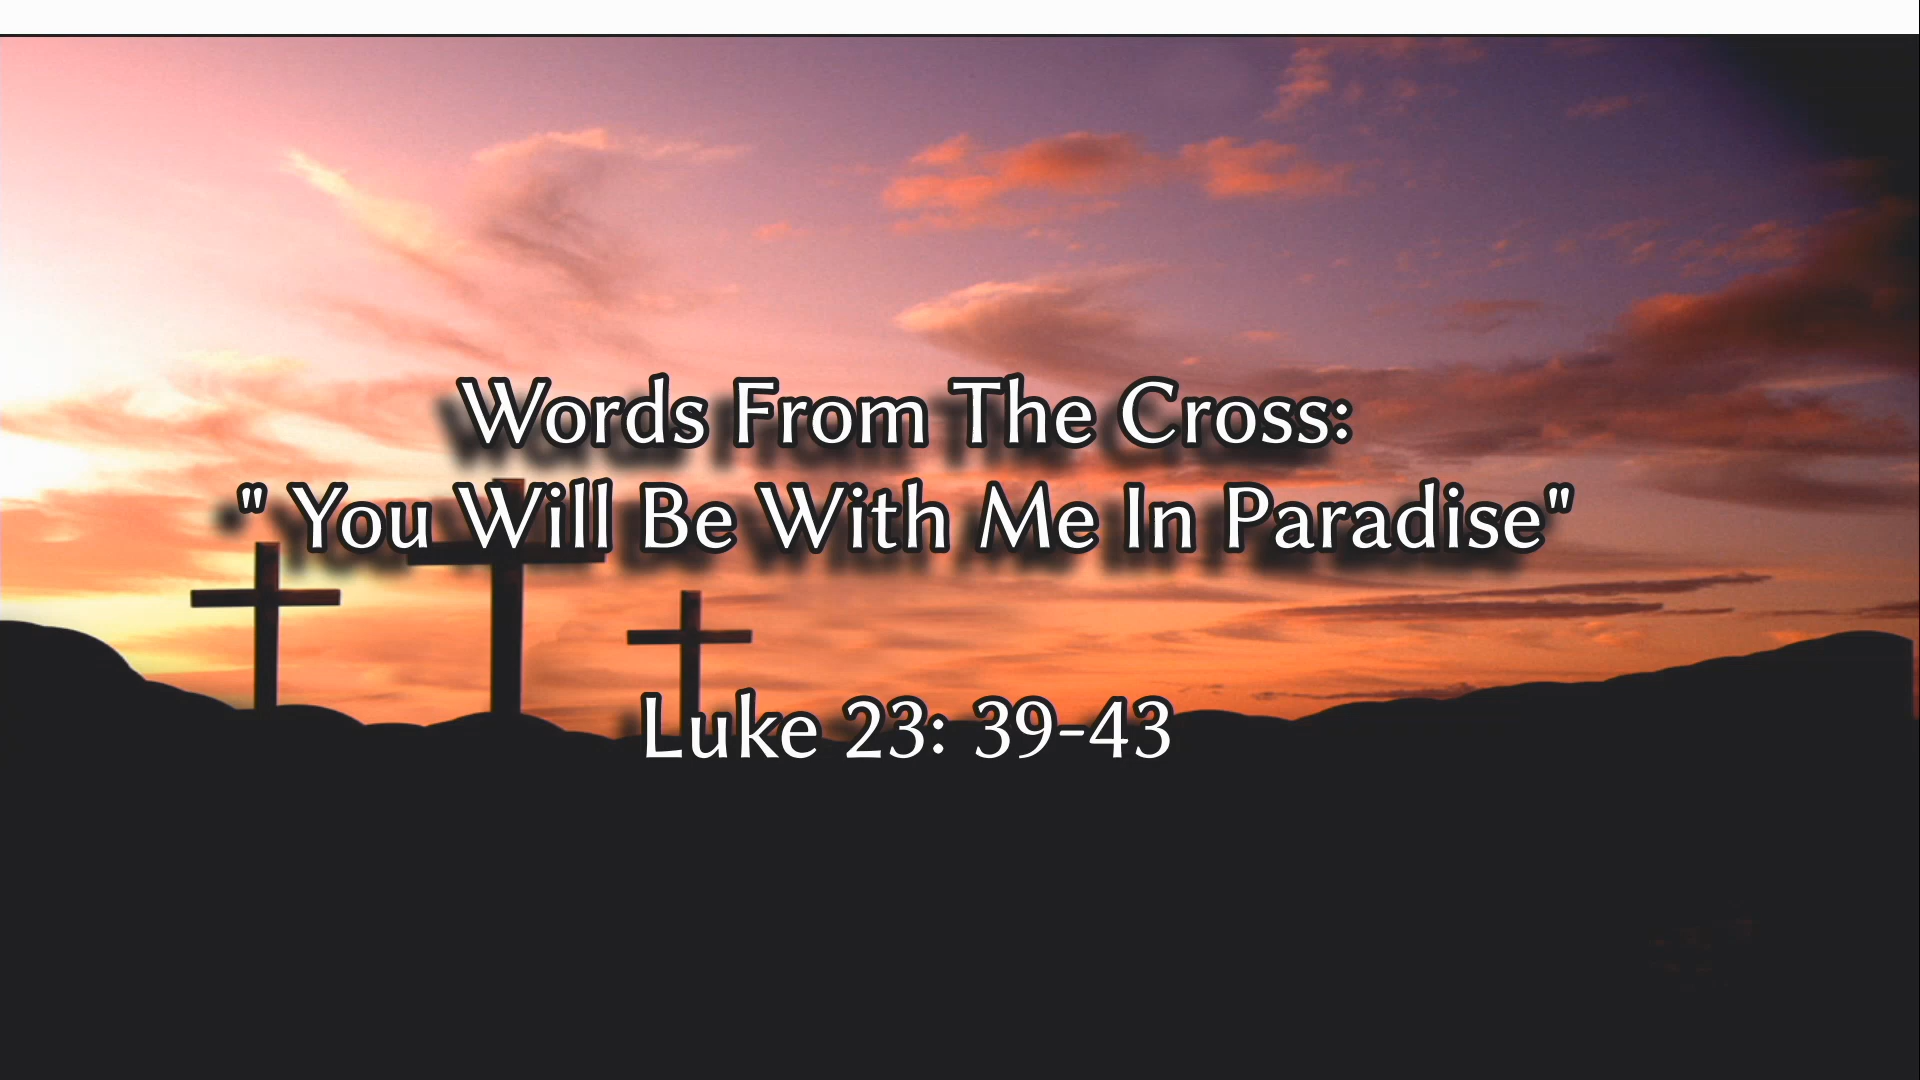 Words From The Cross:
" You Will Be With Me In Paradise"
Luke 23: 39-43